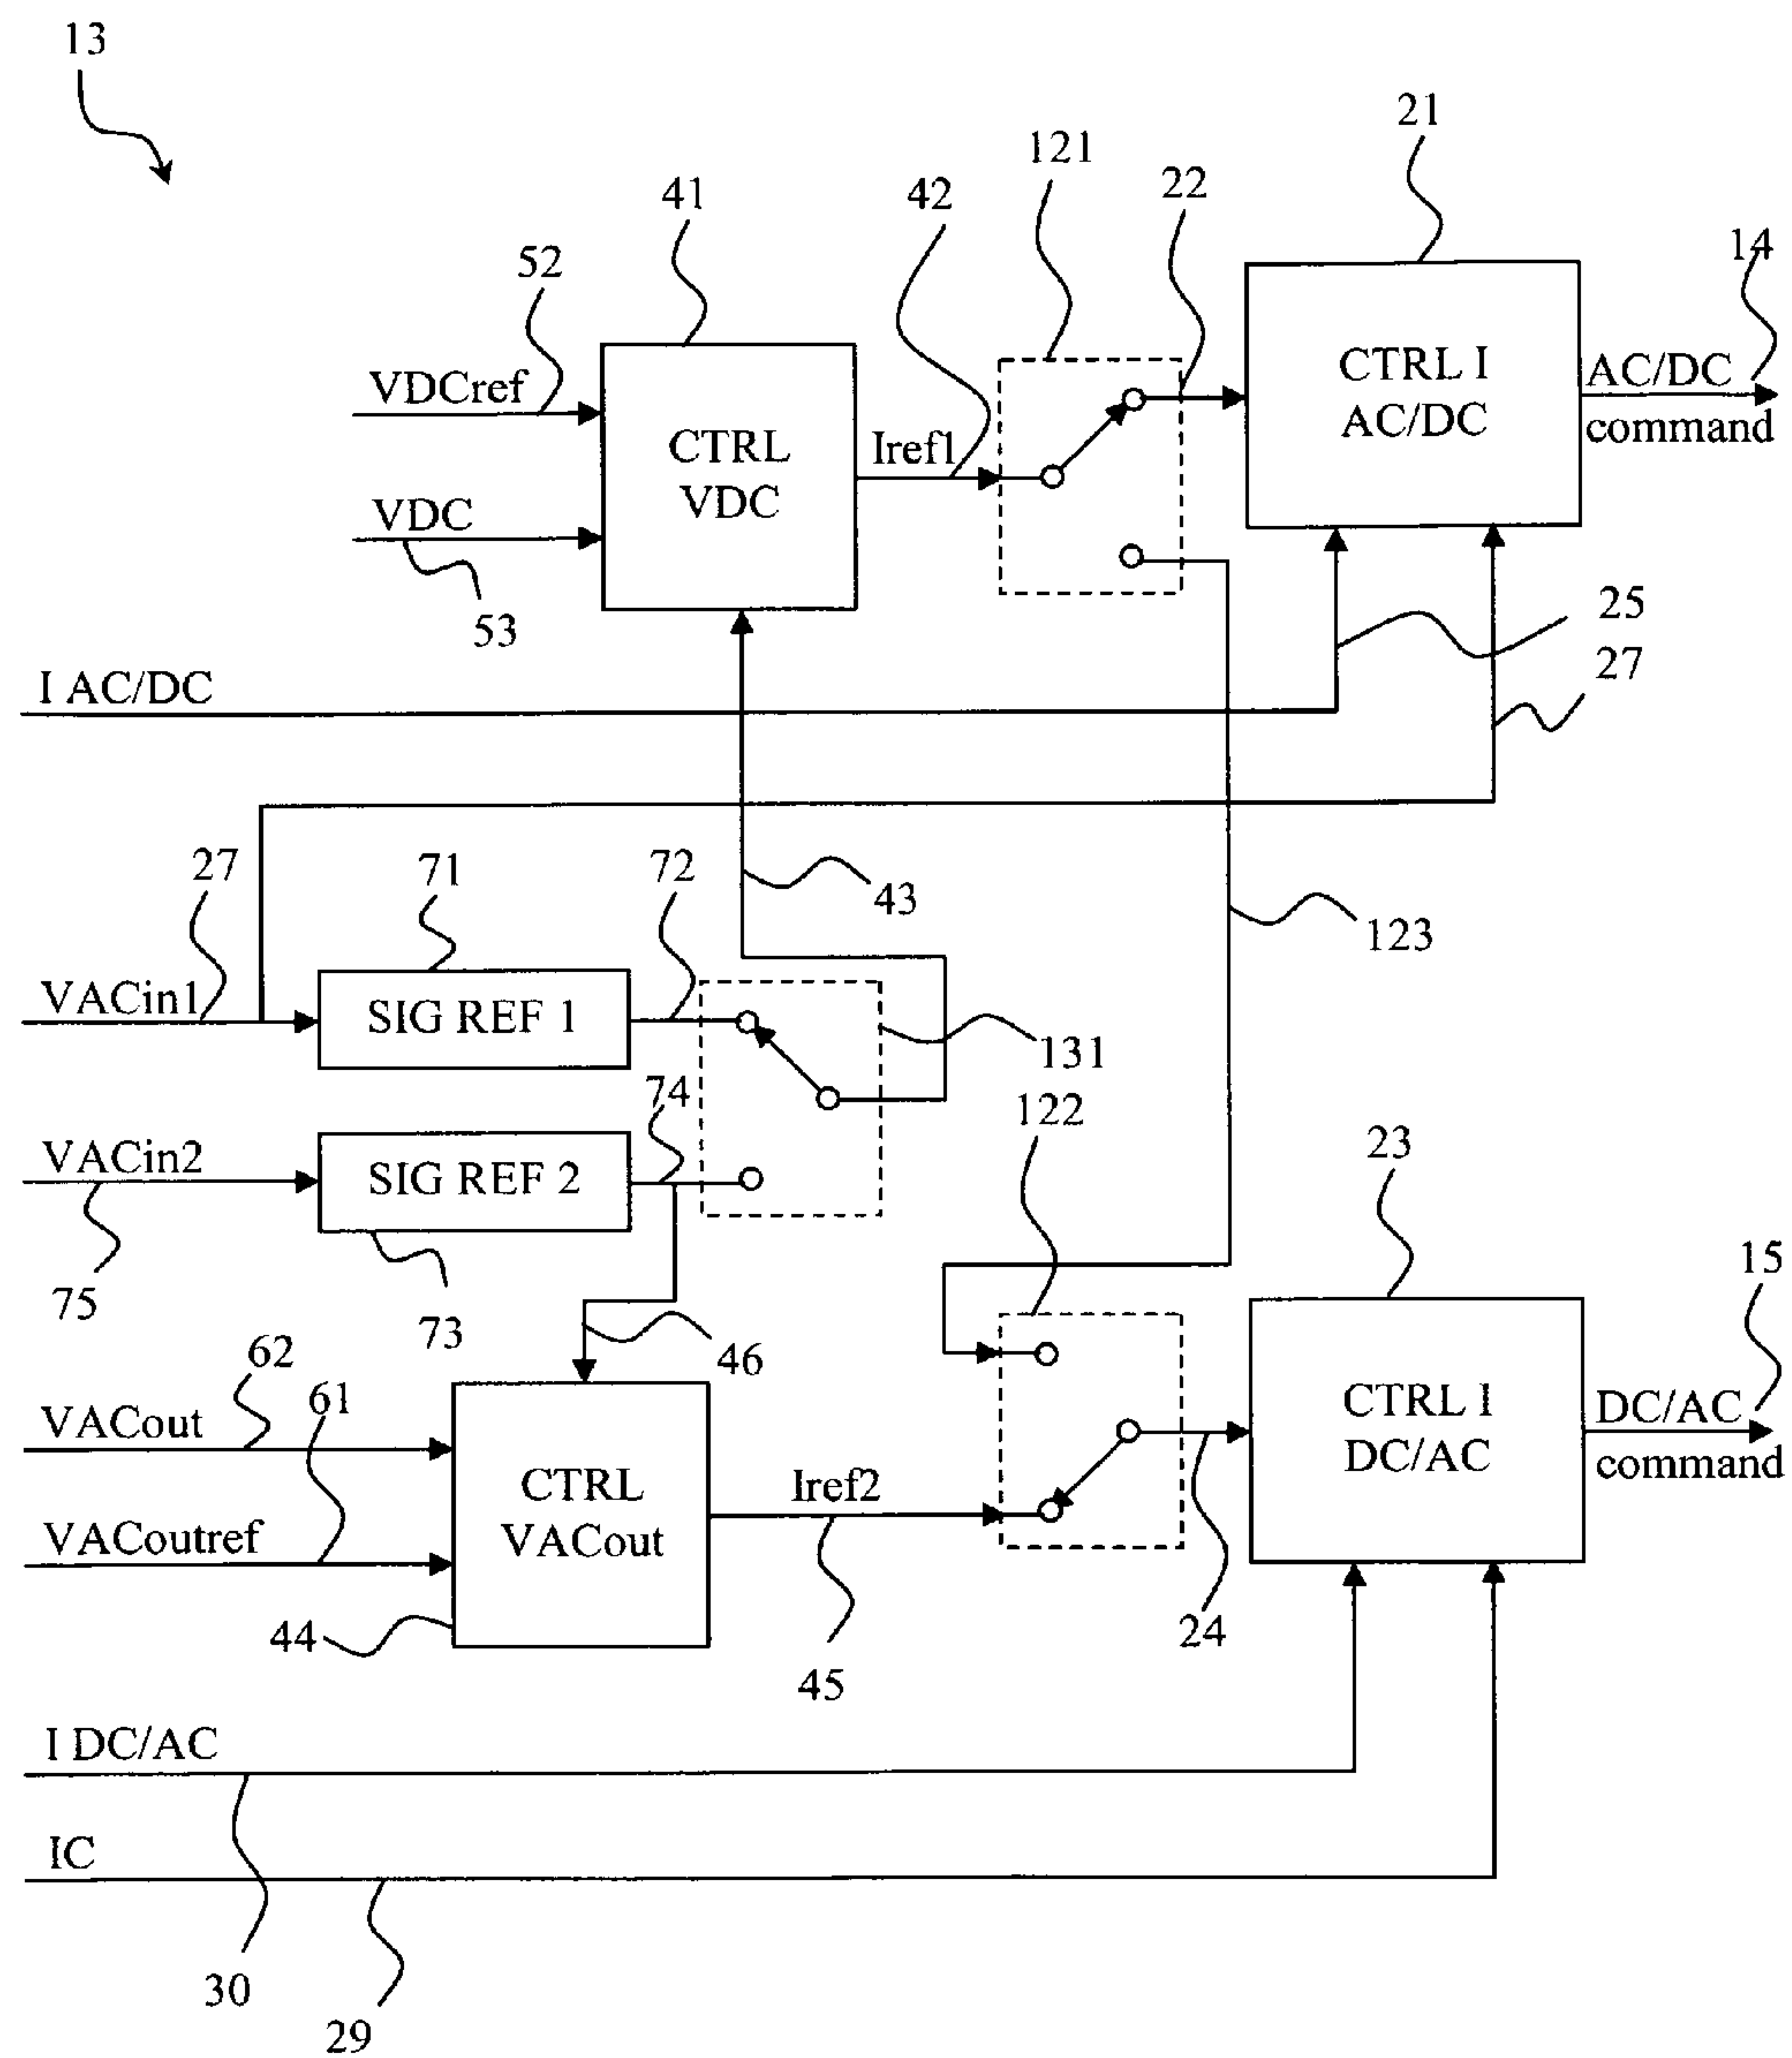 13
21
121
22
41
42
14
52
VDCref
CTRL I
AC/DC
AC/DC
command
CTRL
VDC
Iref1
VDC
53
25
I AC/DC
27
27
71
72
43
123
VACin1
SIG REF 1
131
74
122
VACin2
SIG REF 2
23
15
75
73
46
62
61
VACout
CTRL I
DC/AC
DC/AC
command
CTRL
VACout
Iref2
VACoutref
44
24
45
I DC/AC
IC
30
29